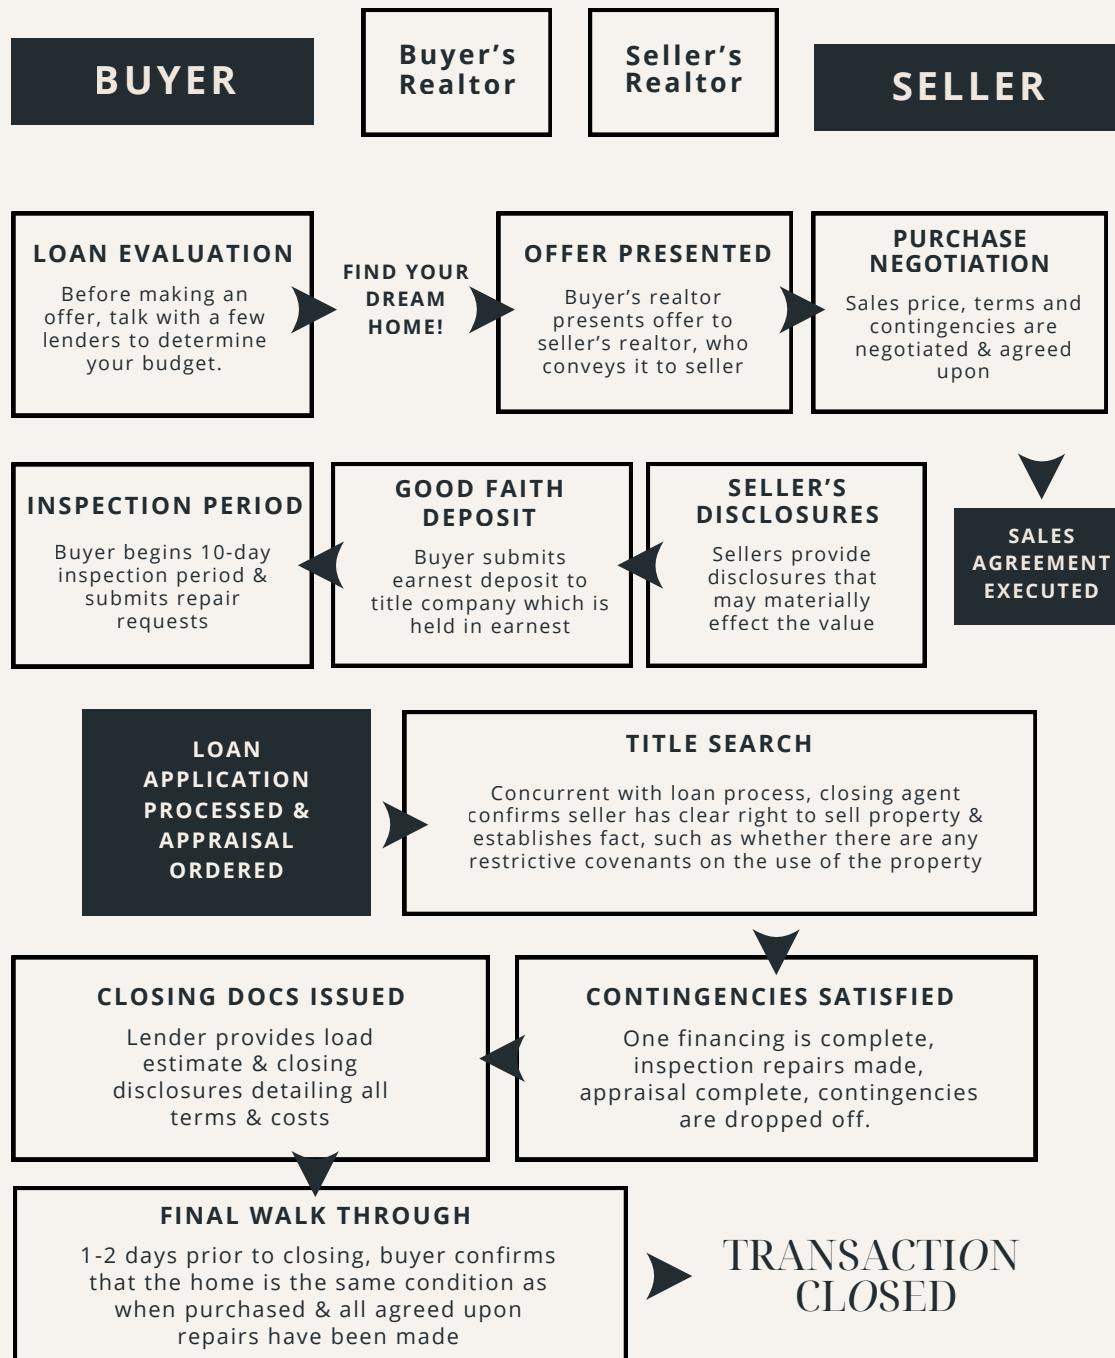 BUYER
Buyer's
Realtor
Seller's
Realtor
SELLER
LOAN EVALUATION
Before making an
offer, talk with a few
lenders to determine
your budget.
FIND YOUR
DREAM
HOME!
OFFER PRESENTED
Buyer's realtor
presents offer to
seller's realtor, who
conveys it to seller
PURCHASE
NEGOTIATION
Sales price, terms and
contingencies are
negotiated & agreed
upon
SALES
AGREEMENT
EXECUTED
SELLER'S
DISCLOSURES
Sellers provide
disclosures that
may materially
effect the value
GOOD FAITH
DEPOSIT
Buyer submits
earnest deposit to
title company which is
held in earnest
INSPECTION PERIOD
Buyer begins 10-day
inspection period &
submits repair
requests
LOAN
APPLICATION
PROCESSED &
APPRAISAL
ORDERED
TITLE SEARCH
Concurrent with loan process, closing agent
confirms seller has clear right to sell property &
establishes fact, such as whether there are any
restrictive covenants on the use of the property
CONTINGENCIES SATISFIED
One financing is complete,
inspection repairs made,
appraisal complete, contingencies
are dropped off.
CLOSING DOCS ISSUED
Lender provides load
estimate & closing
disclosures detailing all
terms & costs
FINAL WALK THROUGH
1-2 days prior to closing, buyer confirms
that the home is the same condition as
when purchased & all agreed upon
repairs have been made
TRANSACTION
CLOSED